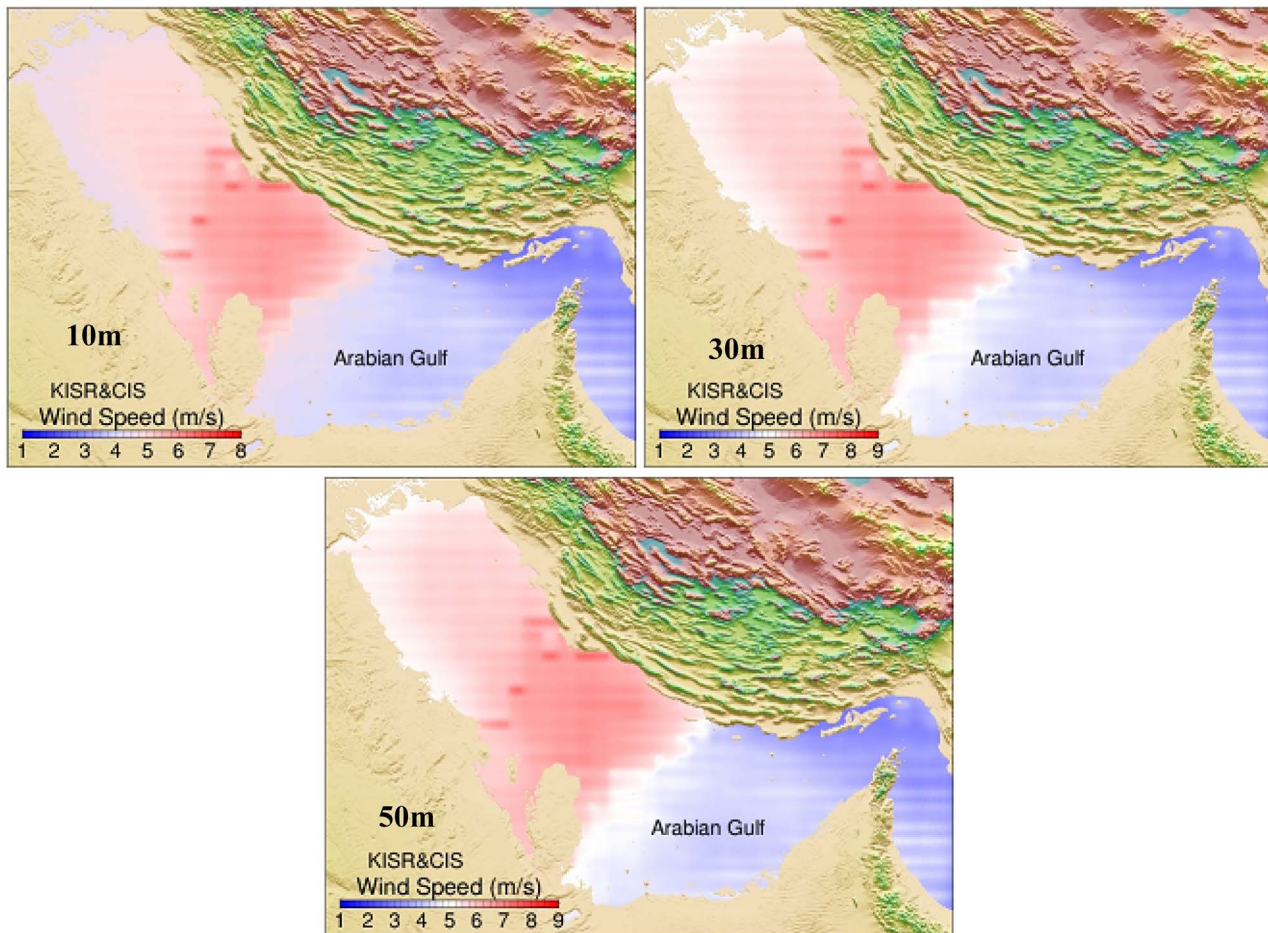 10m
Arabian Gulf
KISR&CIS
Wind Speed (m/s)
1 2 3 4 5 6 7 8
30m
Arabian Gulf
KISR&CIS
Wind Speed (m/s)
1 2 3 4 5 6 7 8 9
50m
Arabian Gulf
KISR&CIS
Wind Speed (m/s)
1 2 3 4 5 6 7 8 9